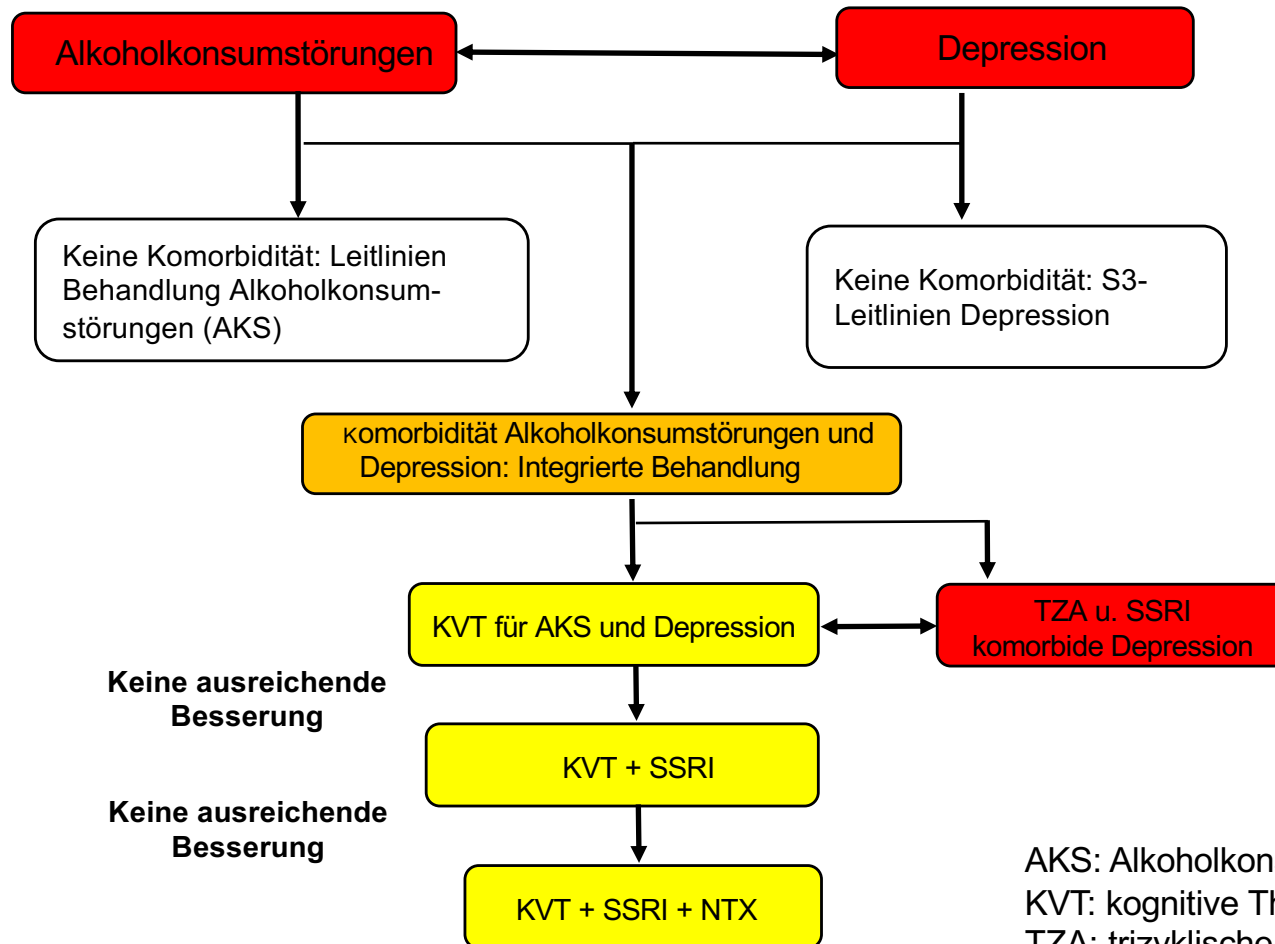 Alkoholkonsumstörungen
Depression
Keine Komorbidität: Leitlinien
Behandlung Alkoholkonsum-
störungen (AKS)
Keine Komorbidität: S3-
Leitlinien Depression
Komorbidität Alkoholkonsumstörungen und
Depression: Integrierte Behandlung
KVT für AKS und Depression
TZA u. SSRI
komorbide Depression
Keine ausreichende
Besserung
KVT + SSRI
Keine ausreichende
Besserung
KVT + SSRI + NTX
AKS: Alkoholkon
KVT: kognitive Th
TZA: trizyklische